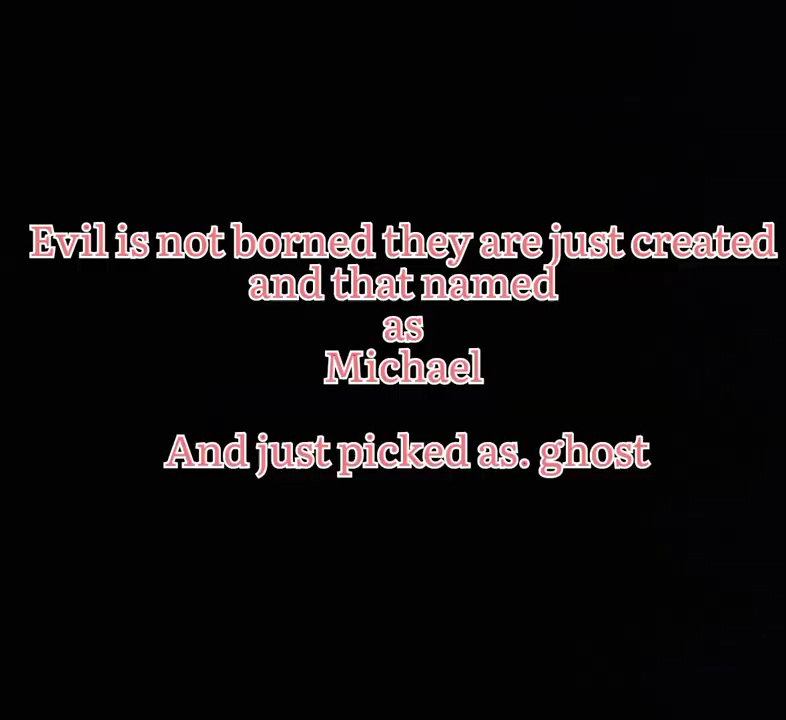 Evil is not borned they are just created
and that named
as
Michael
And just picked as. ghost